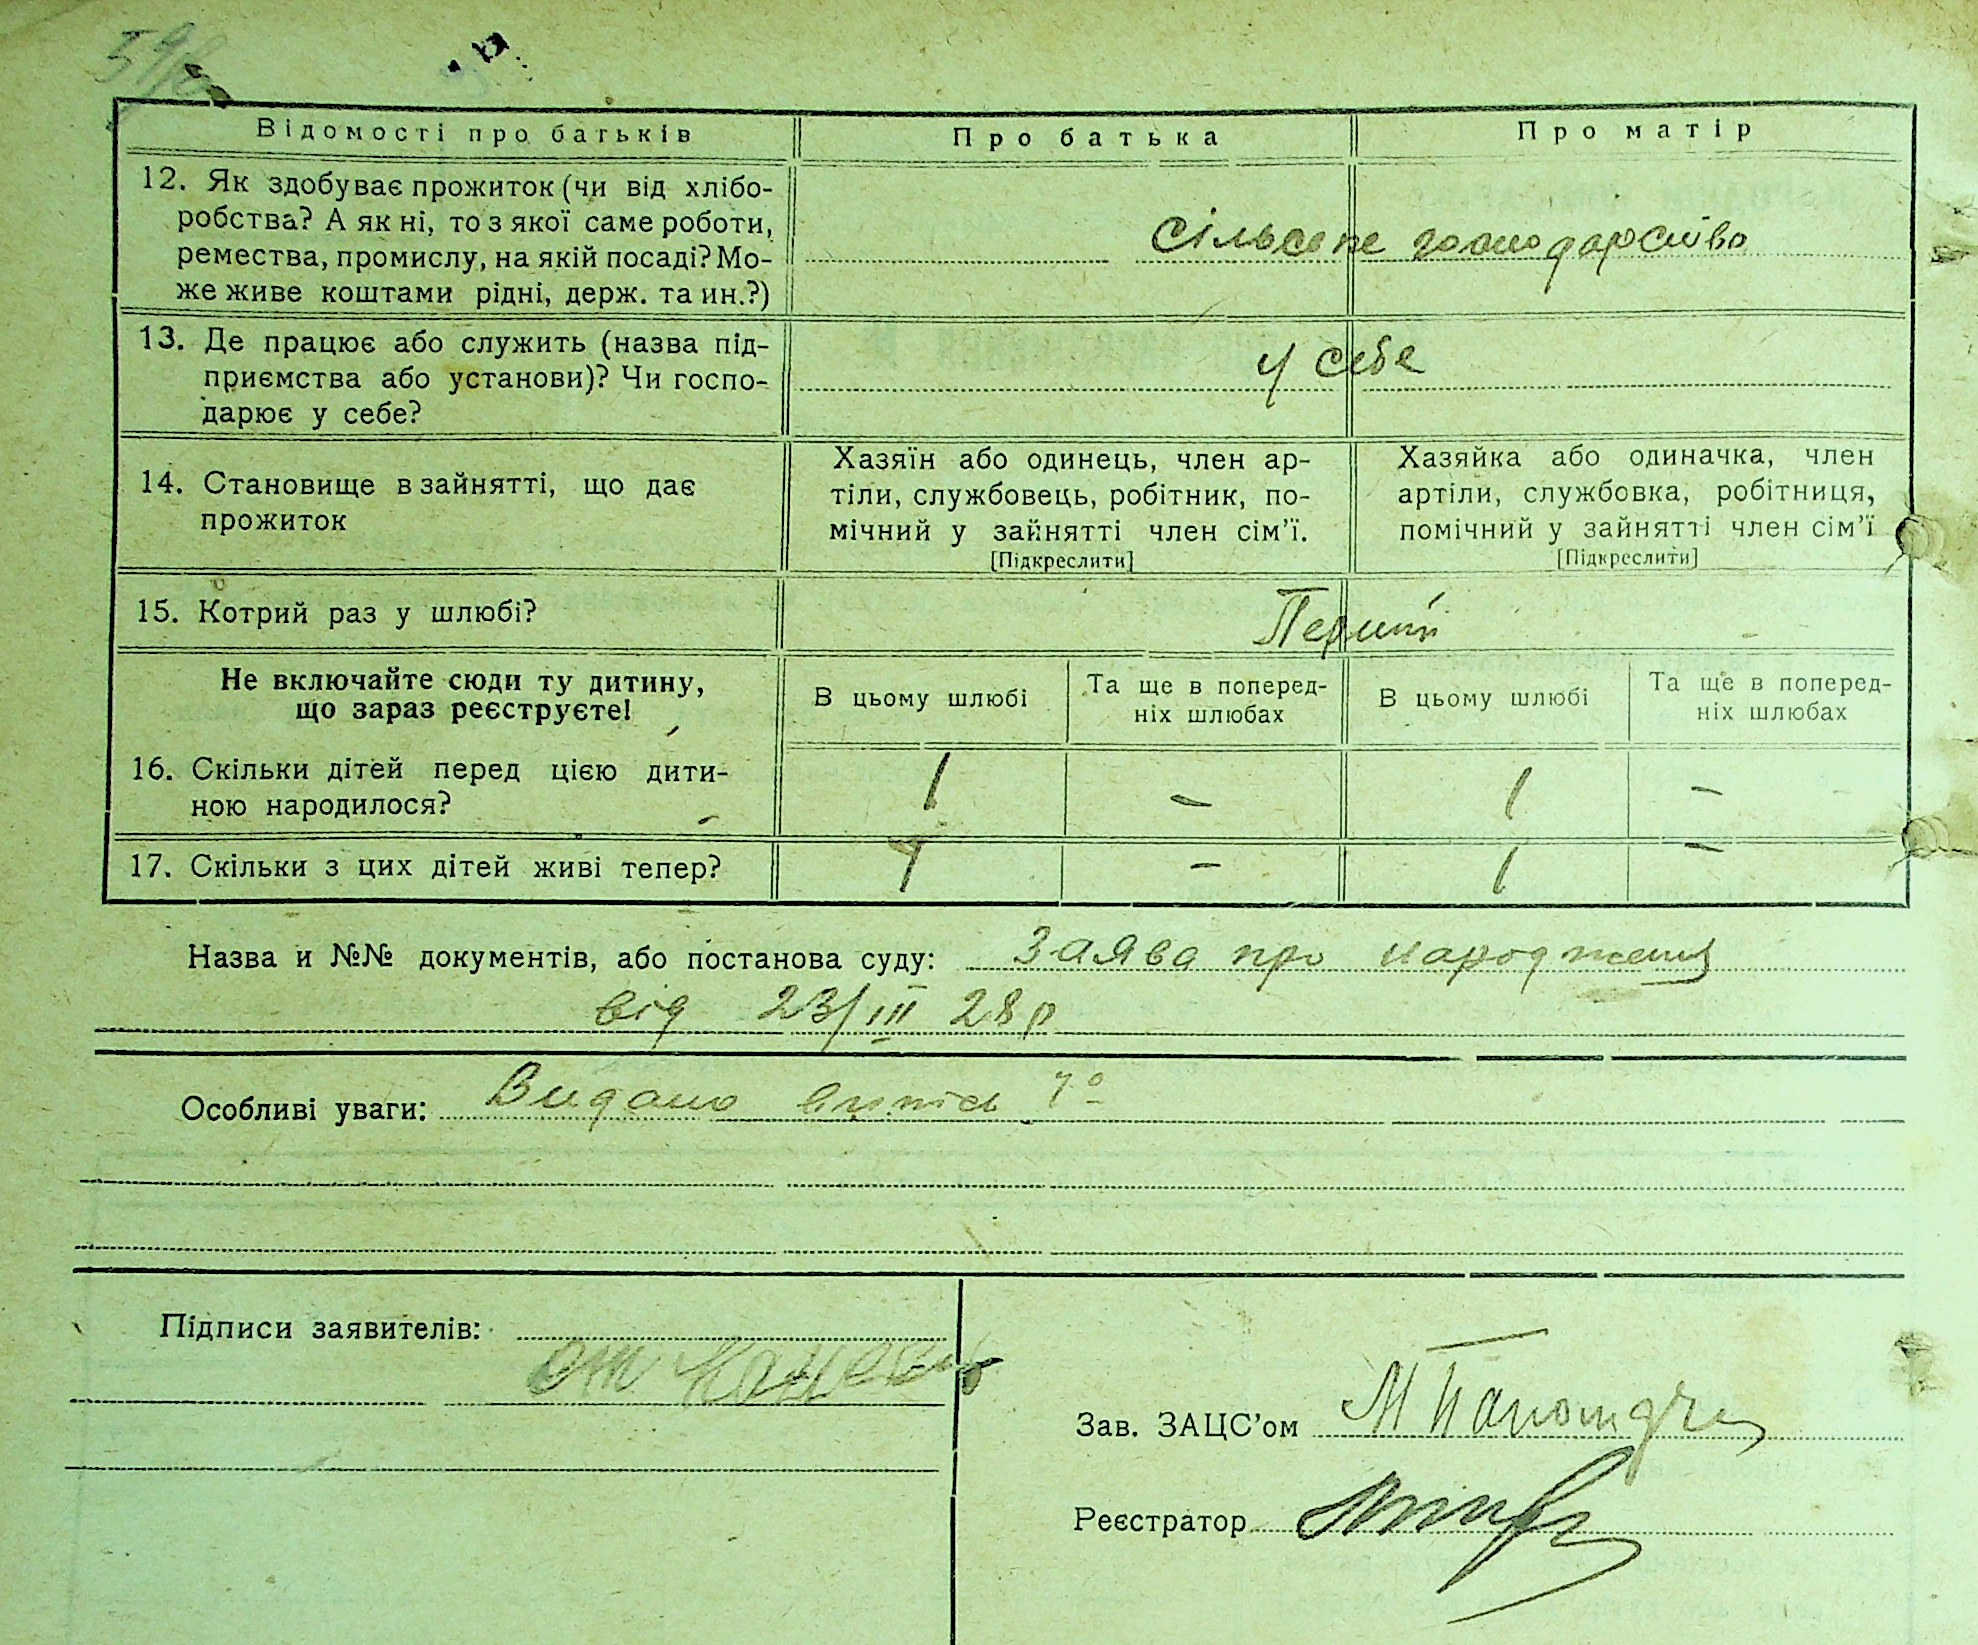 Відомості про батьків
Про батька
Про матір
12. Як здобуває прожиток (чи від хлібо-
робства? А як ні, то з якої саме роботи,
ремества, промислу, на якій посаді? Мо-
же живе коштами рідні, держ. та ин.?)
сільське господарство
13. Де працює або служить (назва під-
приємства або установи)? Чи госпо-
дарює у себе?
у себе
14. Становище в зайнятті, що дає
прожиток
Хазяїн або одинець, член ар-
тіли, службовець, робітник, по-
мічний у зайнятті член сім'ї.
[Підкреслити]
Хазяйка або одиначка, член
артіли, службовка, робітниця,
помічний у зайнятті член сім'ї
[Підкреслити]
15. Котрий раз у шлюбі?
Перший
Не включайте сюди ту дитину,
що зараз реєструєте!
В цьому шлюбі
Та ще в поперед-
ніх шлюбах
В цьому шлюбі
Та ще в поперед-
ніх шлюбах
16. Скільки дітей перед цією дити-
ною народилося?
1 – 1 –
17. Скільки з цих дітей живі тепер?
1 – 1 –
Назва и №№ документів, або постанова суду: Заява про народження
від 23/III 28 р
Особливі уваги: Видано випись
Підписи заявителів:
Зав. ЗАЦС'ом
Реєстратор